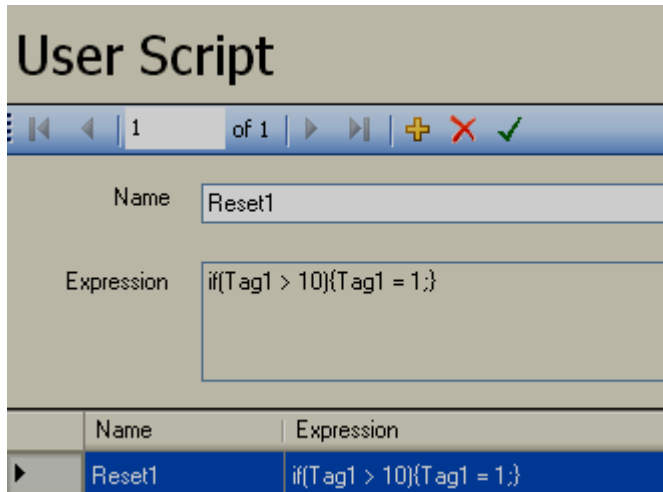 User Script
1 of 1
Name Reset1
Expression if(Tag1 > 10){Tag1 = 1;}
Name Expression
Reset1 if(Tag1 > 10){Tag1 = 1;}